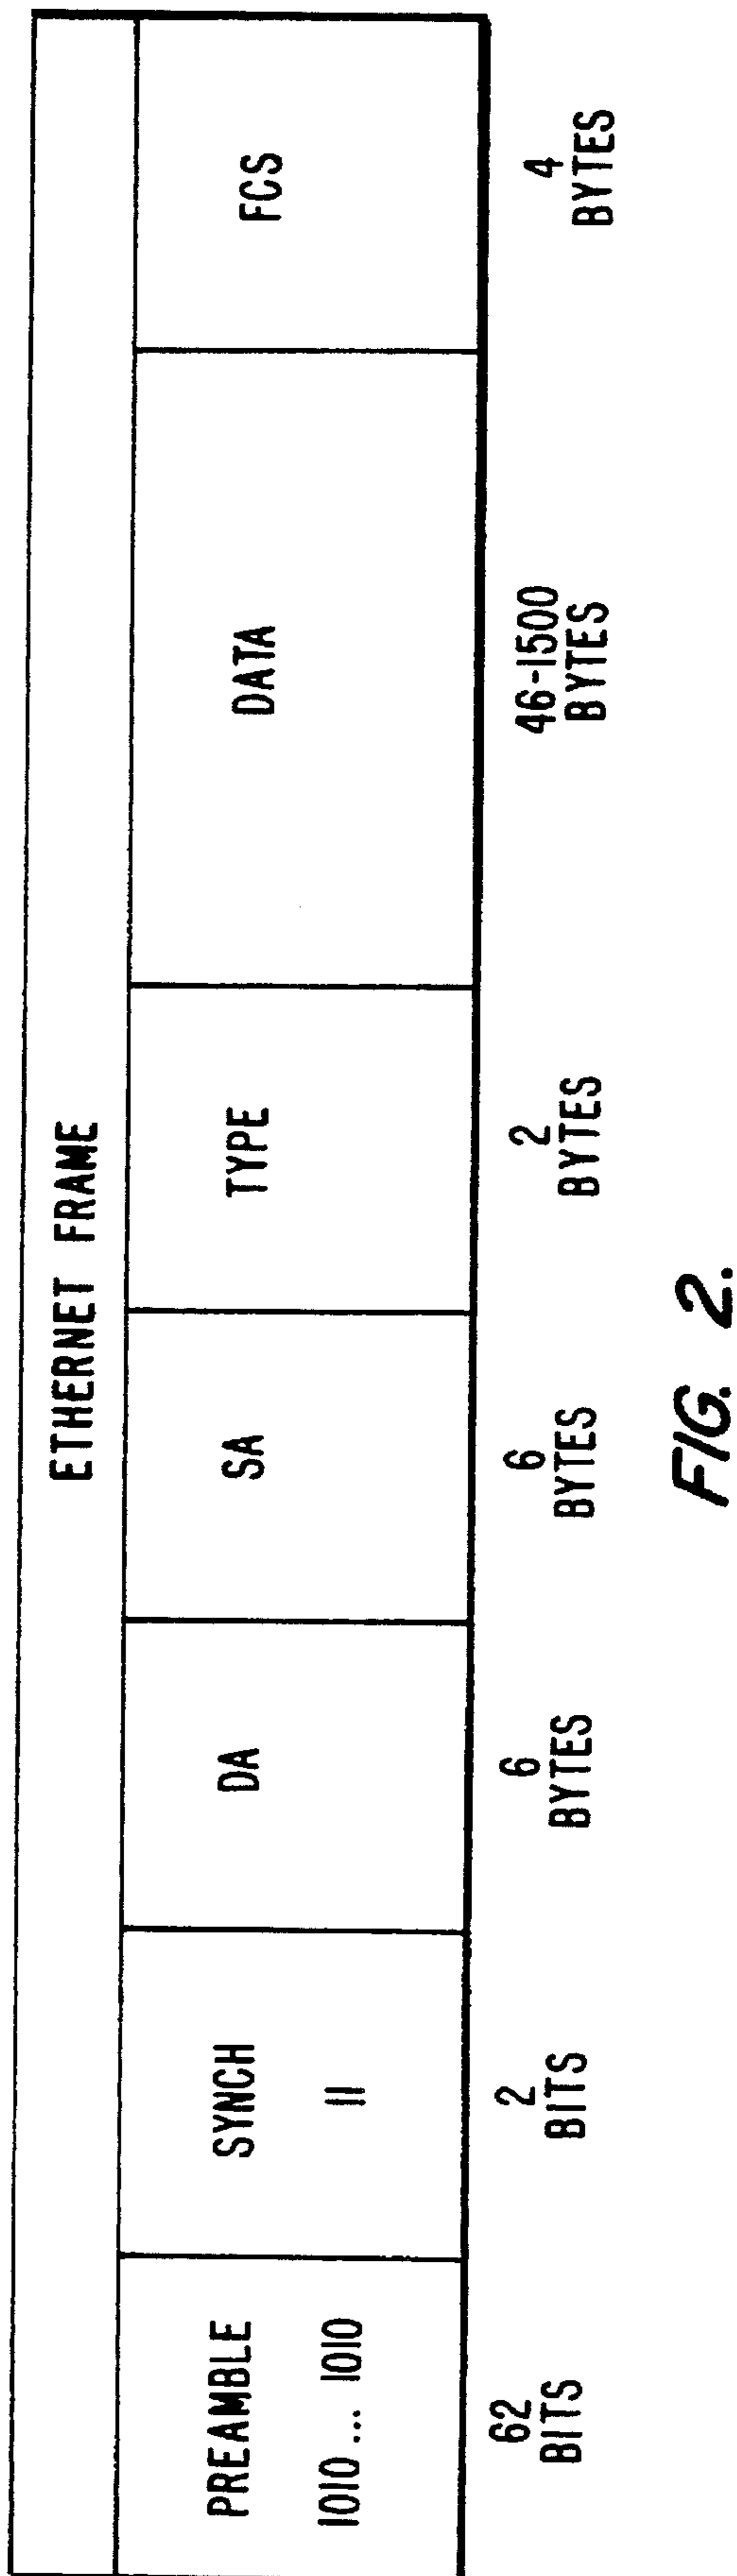 ETHERNET FRAME
PREAMBLE
1010 ... 1010
SYNCH
11
DA
SA
TYPE
DATA
FCS
62
BITS
2
BITS
6
BYTES
6
BYTES
2
BYTES
46-1500
BYTES
4
BYTES
FIG. 2.